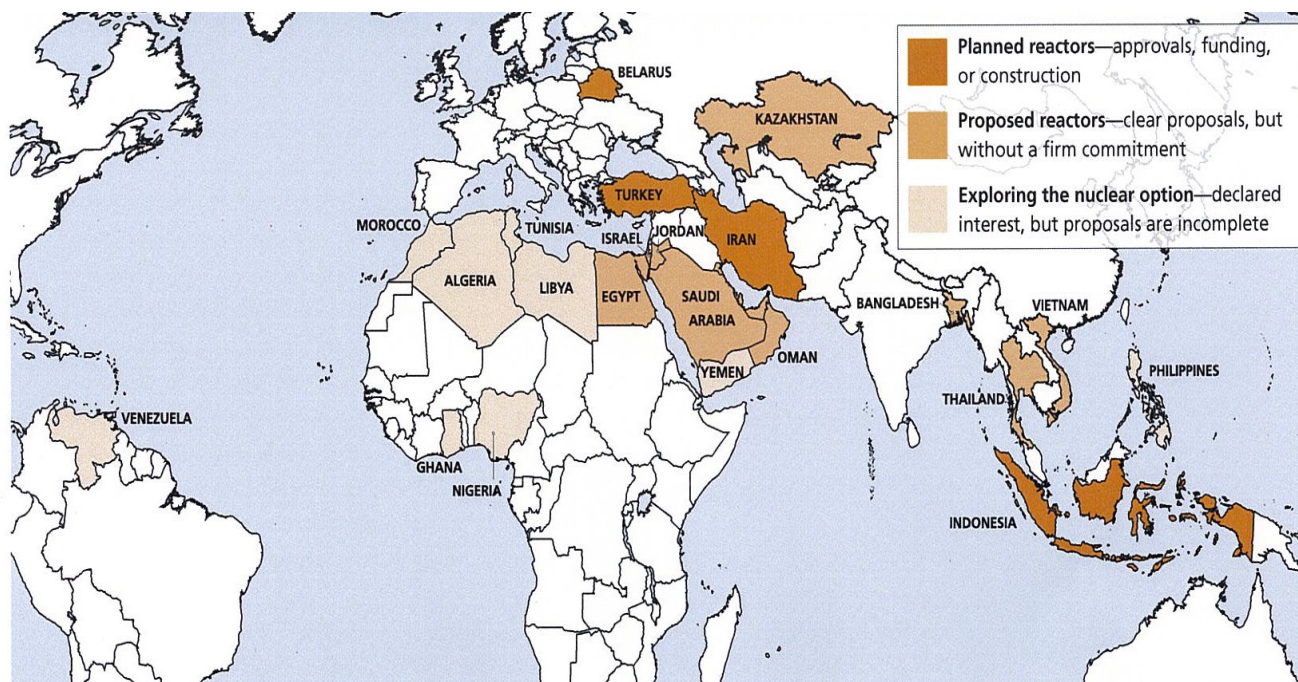 Planned reactors—approvals, funding,
or construction
Proposed reactors—clear proposals, but
without a firm commitment
Exploring the nuclear option—declared
interest, but proposals are incomplete
BELARUS
KAZAKHSTAN
TURKEY
MOROCCO
TUNISIA
ISRAEL
JORDAN
IRAN
ALGERIA
LIBYA
EGYPT
SAUDI
ARABIA
BANGLADESH
VIETNAM
OMAN
YEMEN
PHILIPPINES
THAILAND
VENEZUELA
GHANA
NIGERIA
INDONESIA